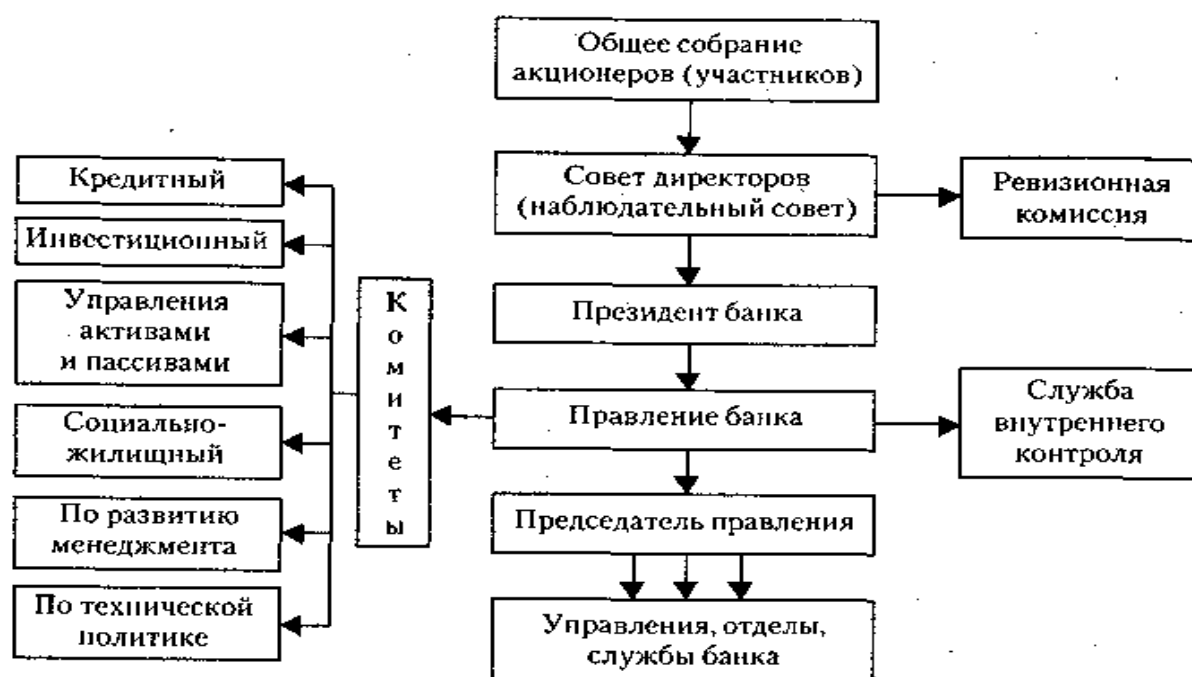 Общее собрание
акционеров (участников)
Совет директоров
(наблюдательный совет)
Ревизионная
комиссия
Президент банка
Правление банка
Служба
внутреннего
контроля
Председатель правления
Управления, отделы,
службы банка
Комитеты
Кредитный
Инвестиционный
Управления
активами
и пассивами
Социально-
жилищный
По развитию
менеджмента
По технической
политике